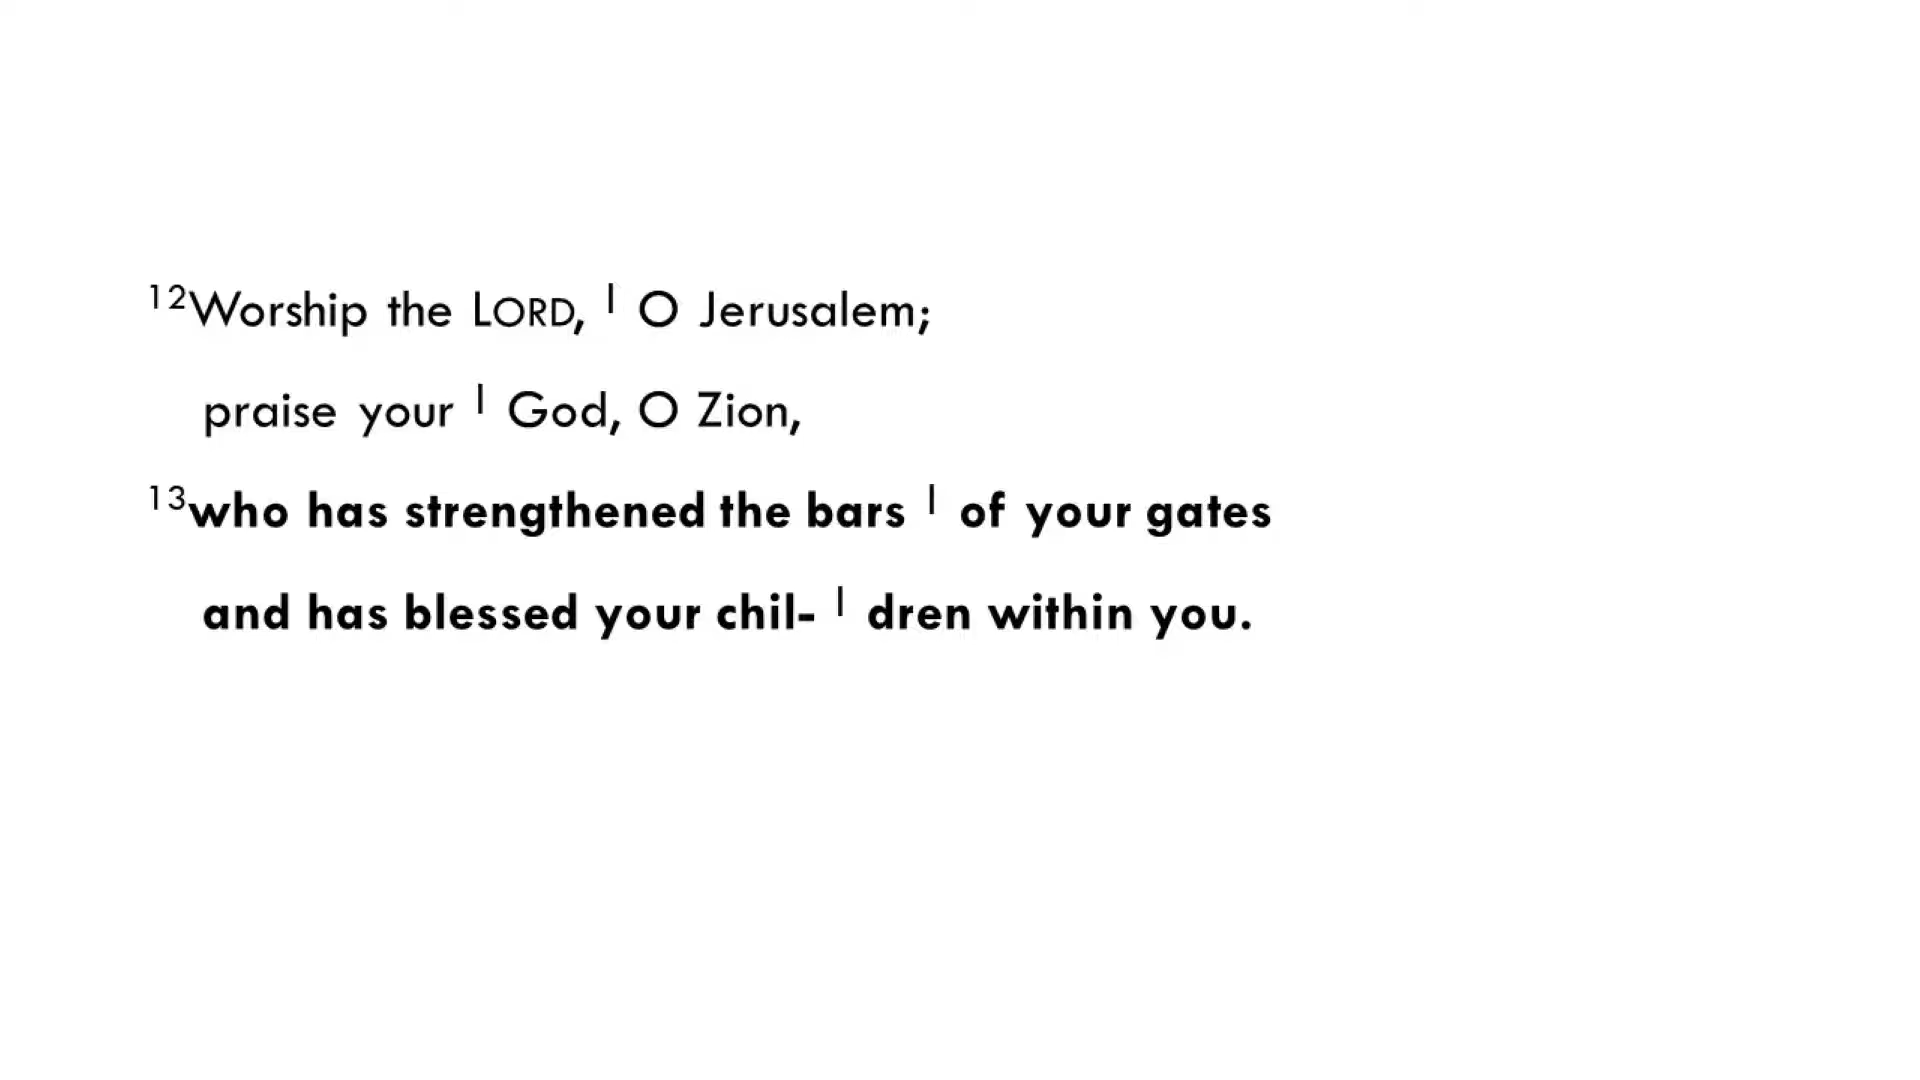 ¹²Worship the LORD, | O Jerusalem;
praise your | God, O Zion,
¹³who has strengthened the bars | of your gates
and has blessed your chil- | dren within you.